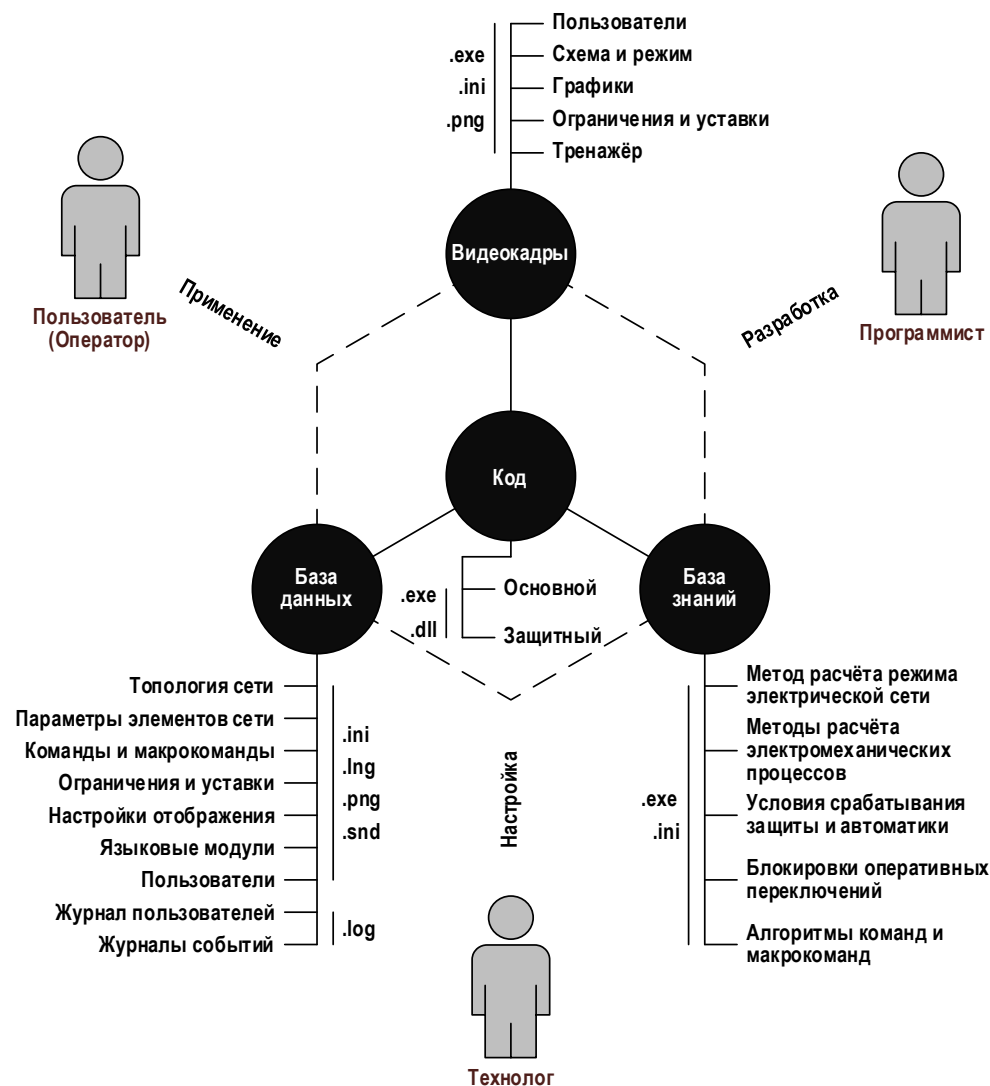 Пользователи
Схема и режим
Графики
Ограничения и уставки
Тренажёр
.exe
.ini
.png
Видеокадры
Пользователь
(Оператор)
Применение
Разработка
Программист
Код
База
данных
База
знаний
.exe
.dll
Основной
Защитный
Топология сети
Параметры элементов сети
Команды и макрокоманды
Ограничения и уставки
Настройки отображения
Языковые модули
Пользователи
Журнал пользователей
Журналы событий
.ini
.lng
.png
.snd
.log
Настройка
.exe
.ini
Метод расчёта режима
электрической сети
Методы расчёта
электромеханических
процессов
Условия срабатывания
защиты и автоматики
Блокировки оперативных
переключений
Алгоритмы команд и
макрокоманд
Технолог